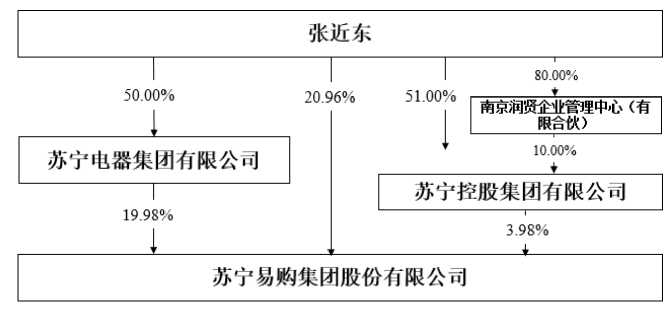 张近东
80.00%
50.00%
20.96%
51.00%
南京润贤企业管理中心（有
限合伙）
10.00%
苏宁电器集团有限公司
苏宁控股集团有限公司
19.98%
3.98%
苏宁易购集团股份有限公司